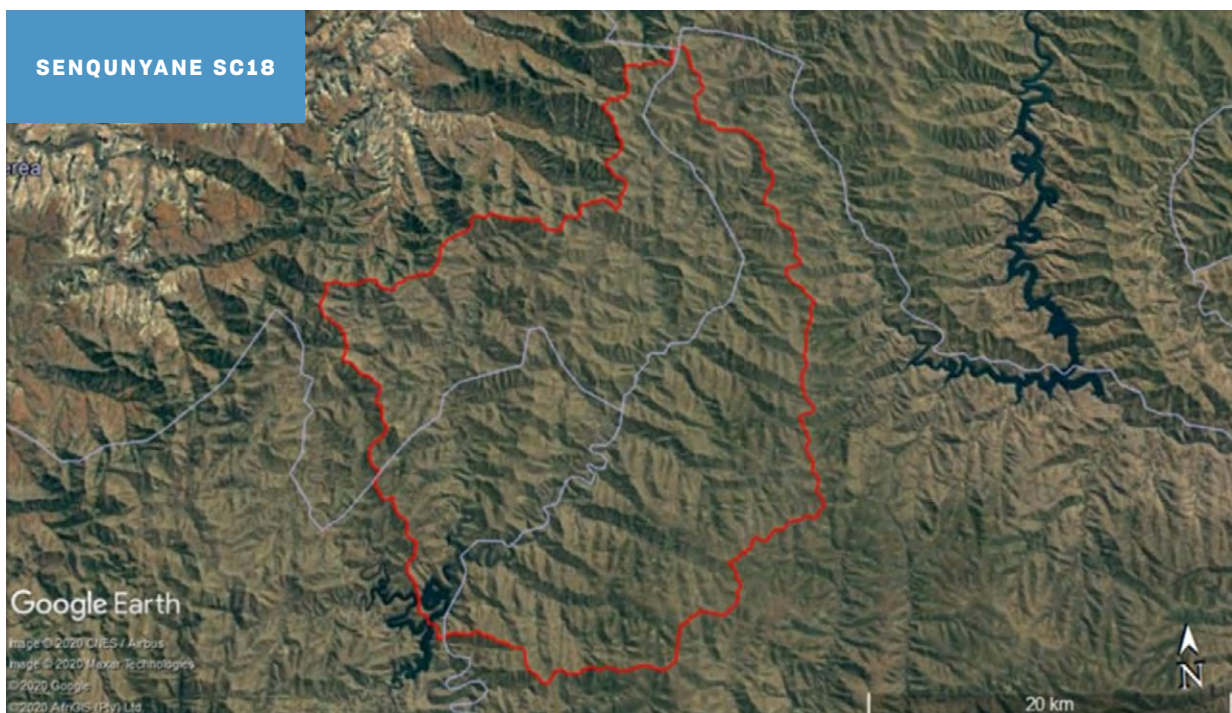 SENQUNYANE SC18
erea
Google Earth
Image © 2020 CNES / Airbus
Image © 2020 Maxar Technologies
© 2020 Google
© 2020 AfriGIS (Pty) Ltd.
N
20 km